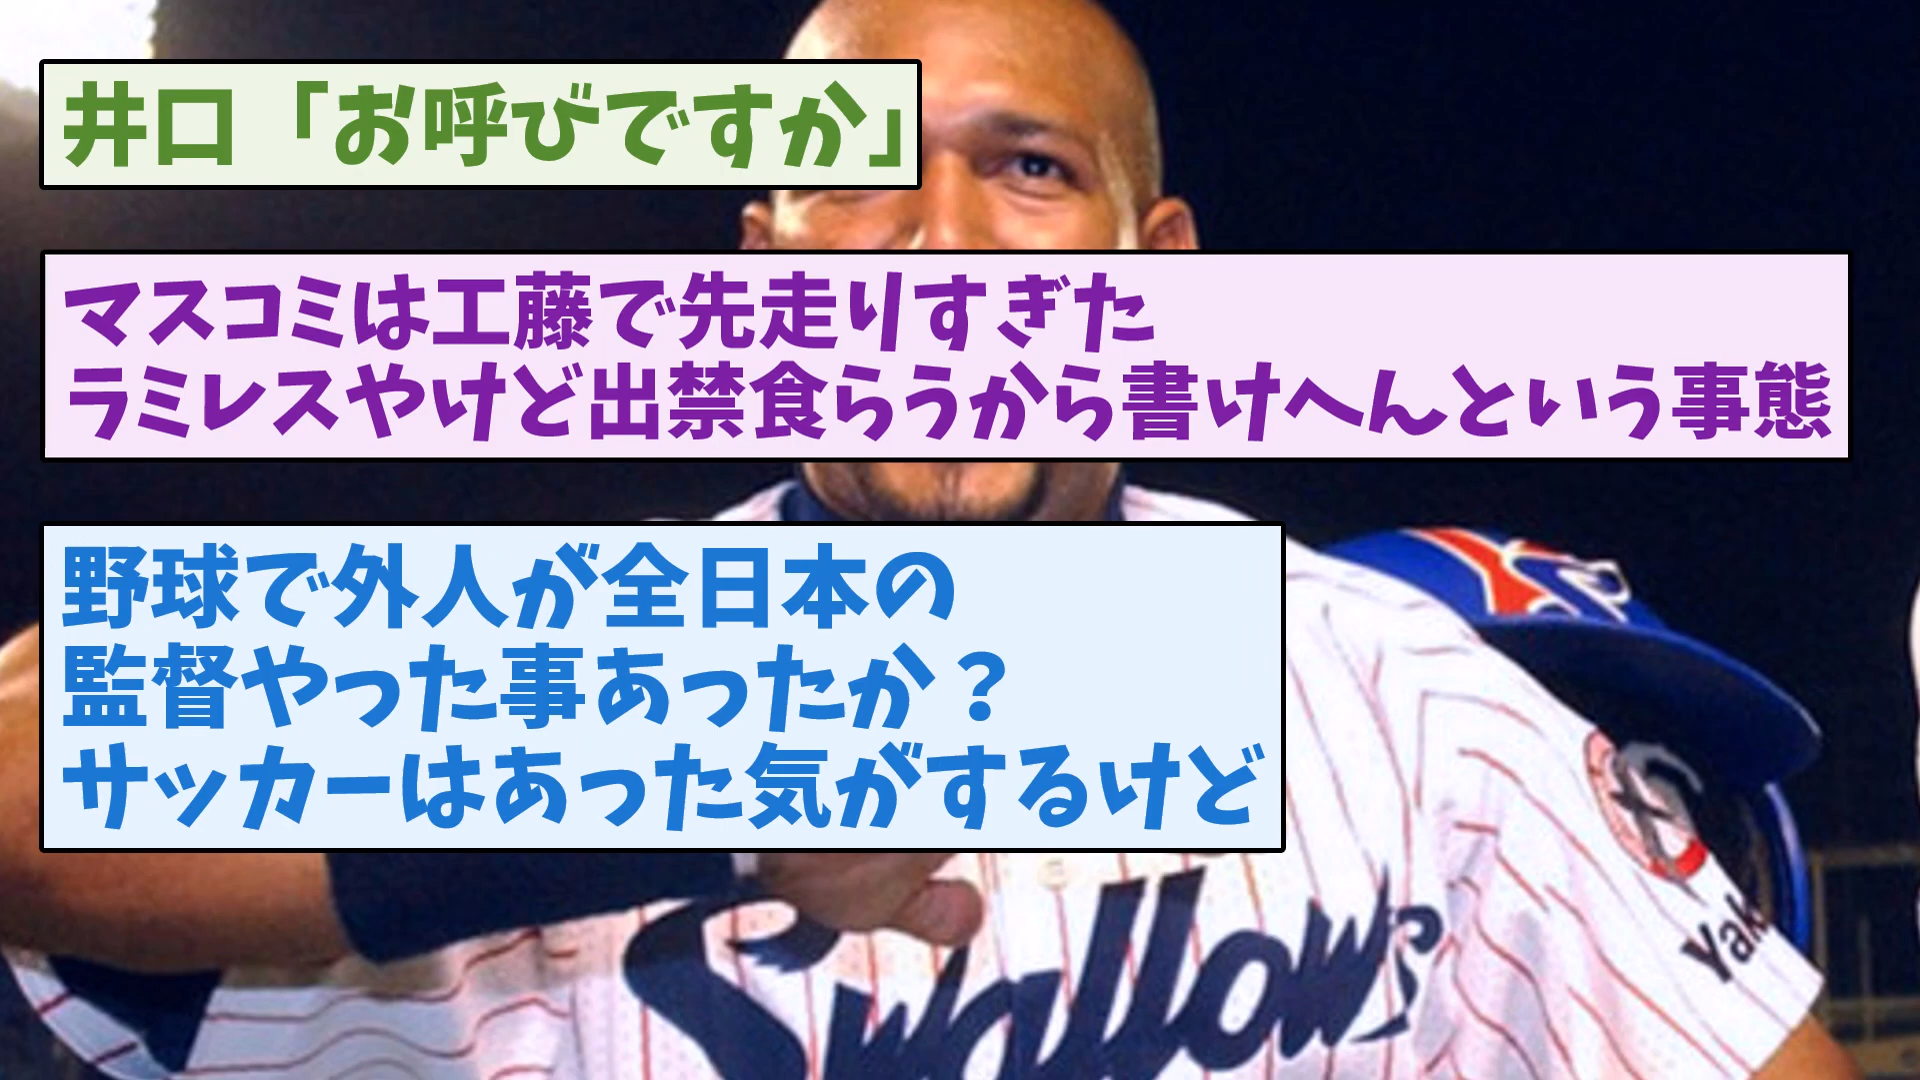 井口「お呼びですか」
マスコミは工藤で先走りすぎた
ラミレスやけど出禁食らうから書けへんという事態
野球で外人が全日本の
監督やった事あったか？
サッカーはあった気がするけど
Yak
Swallows